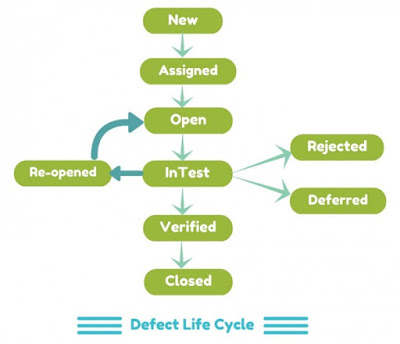 New
Assigned
Open
Rejected
Re-opened
InTest
Deferred
Verified
Closed
Defect Life Cycle